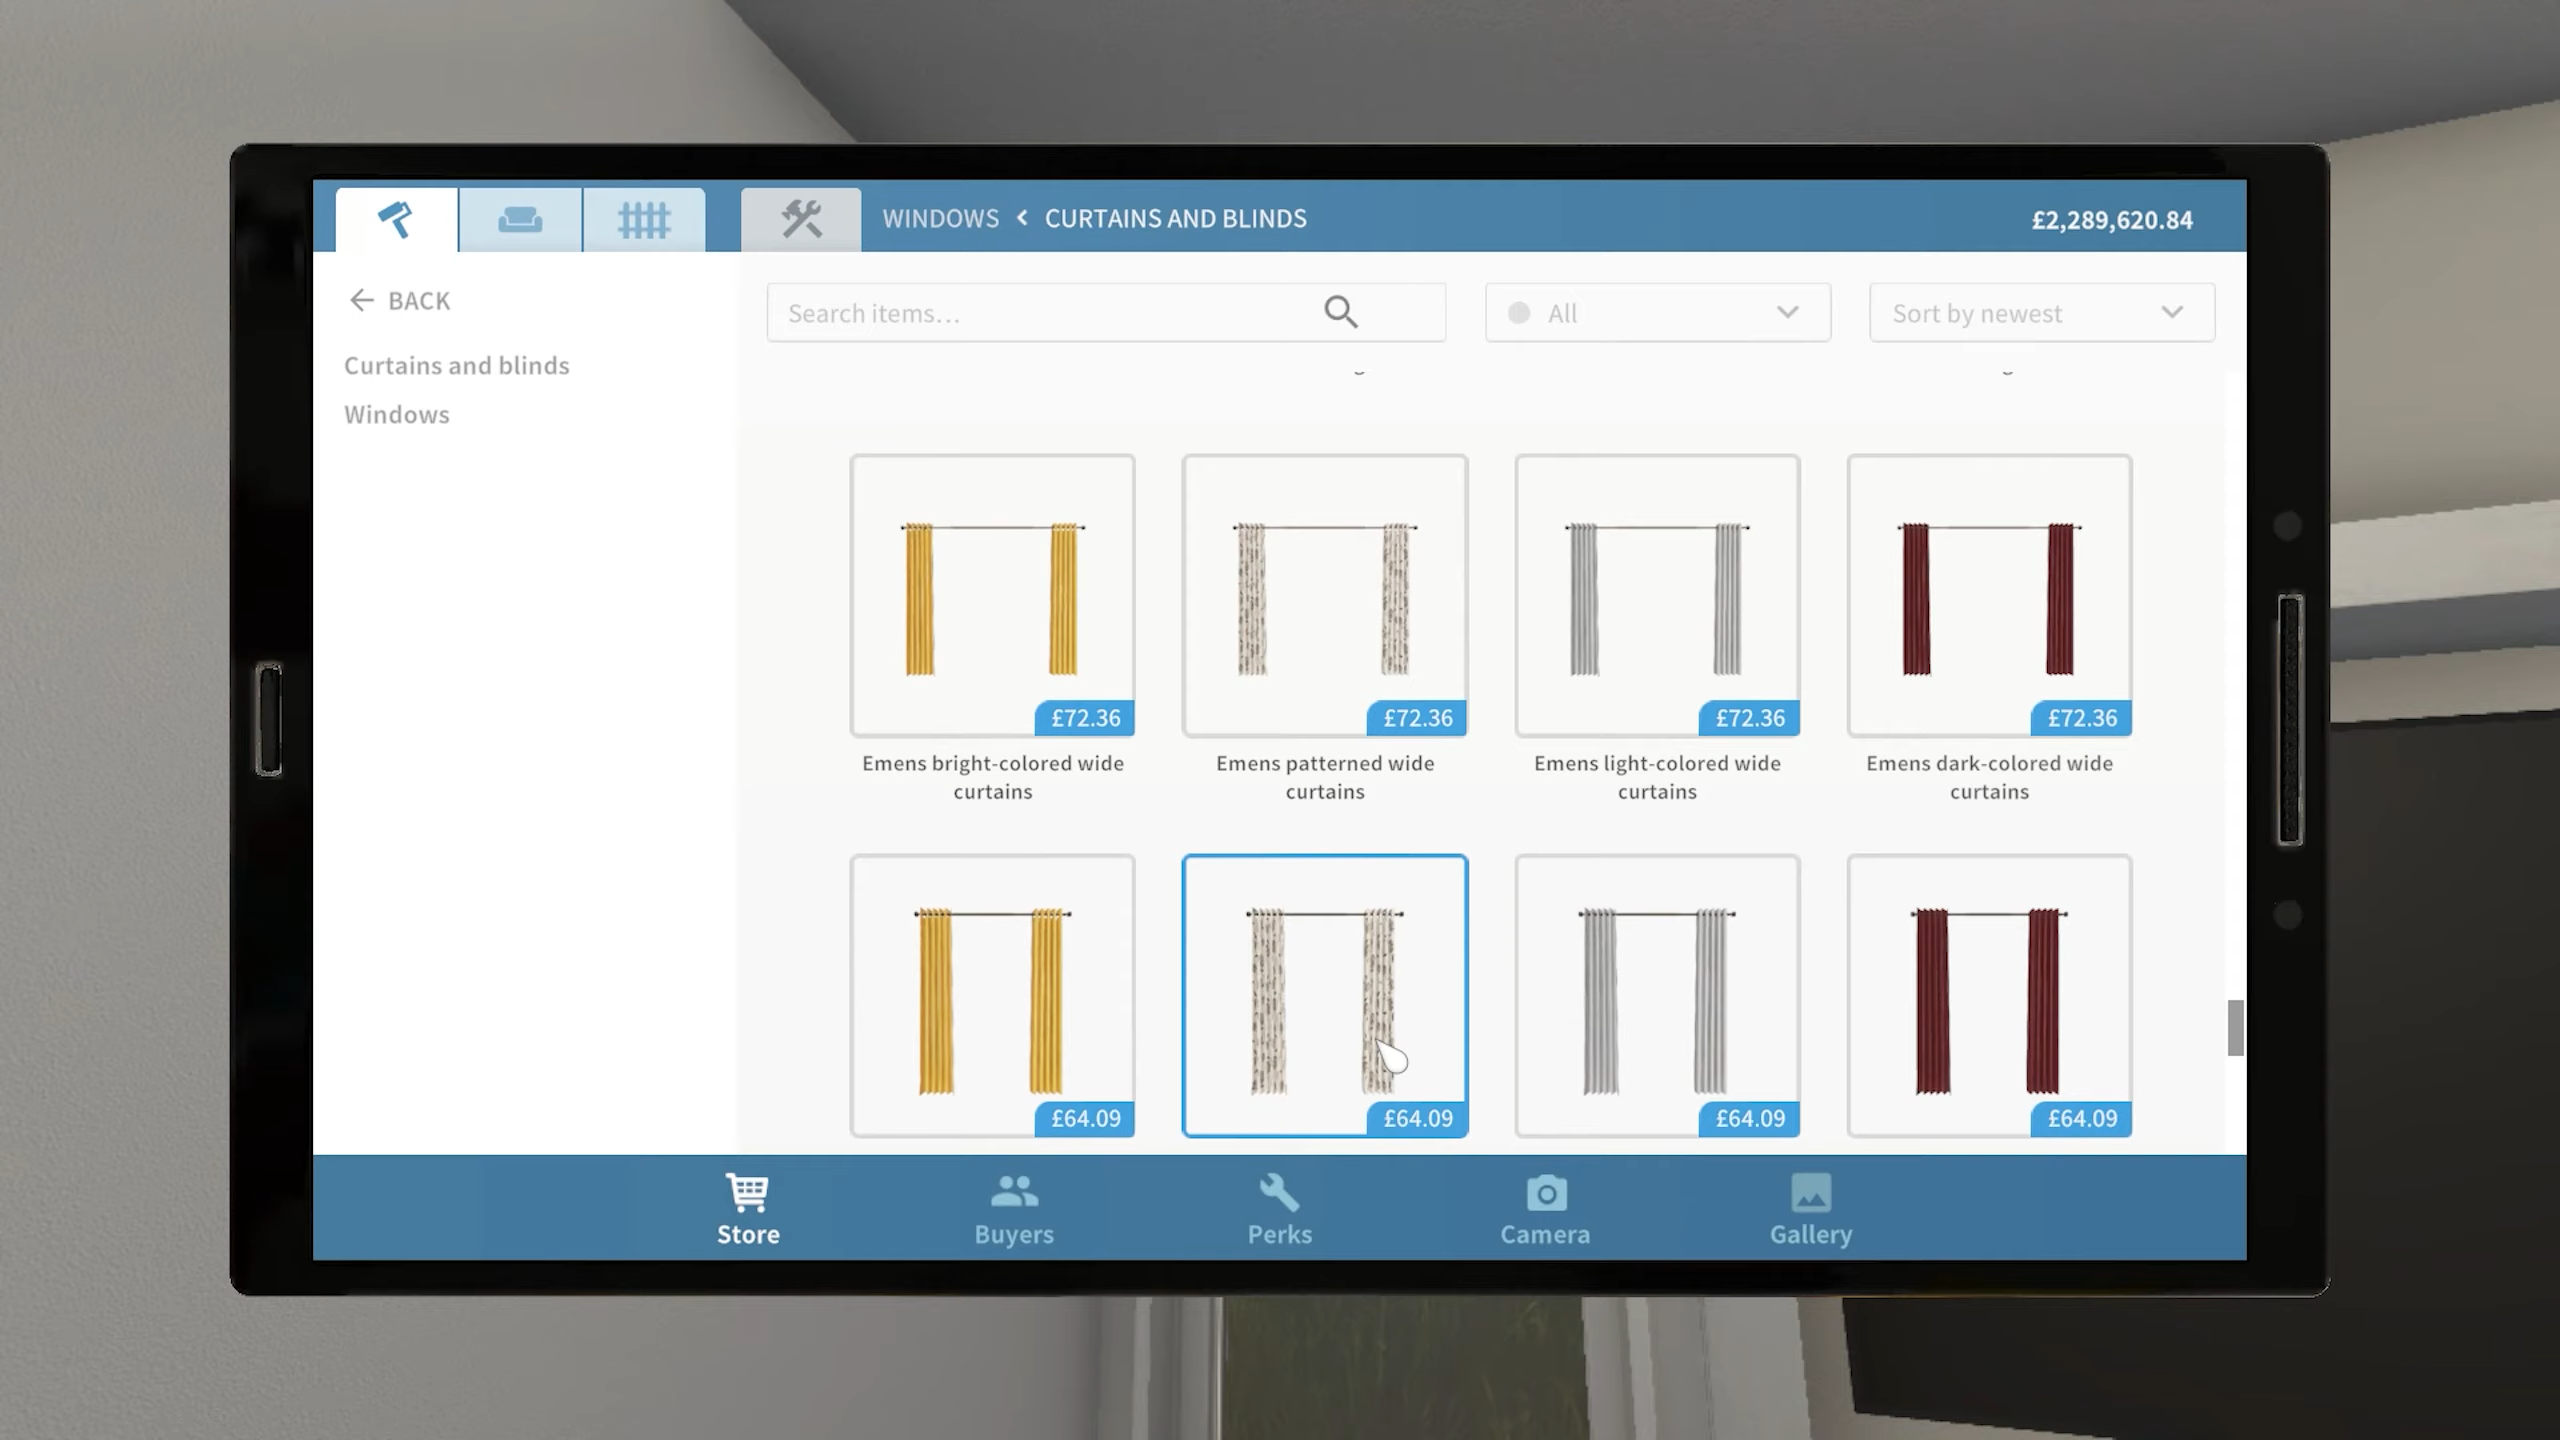 WINDOWS < CURTAINS AND BLINDS
£2,289,620.84
BACK
Curtains and blinds
Windows
Search items...
All
Sort by newest
£72.36
£72.36
£72.36
£72.36
Emens bright-colored wide
curtains
Emens patterned wide
curtains
Emens light-colored wide
curtains
Emens dark-colored wide
curtains
£64.09
£64.09
£64.09
£64.09
Store
Buyers
Perks
Camera
Gallery